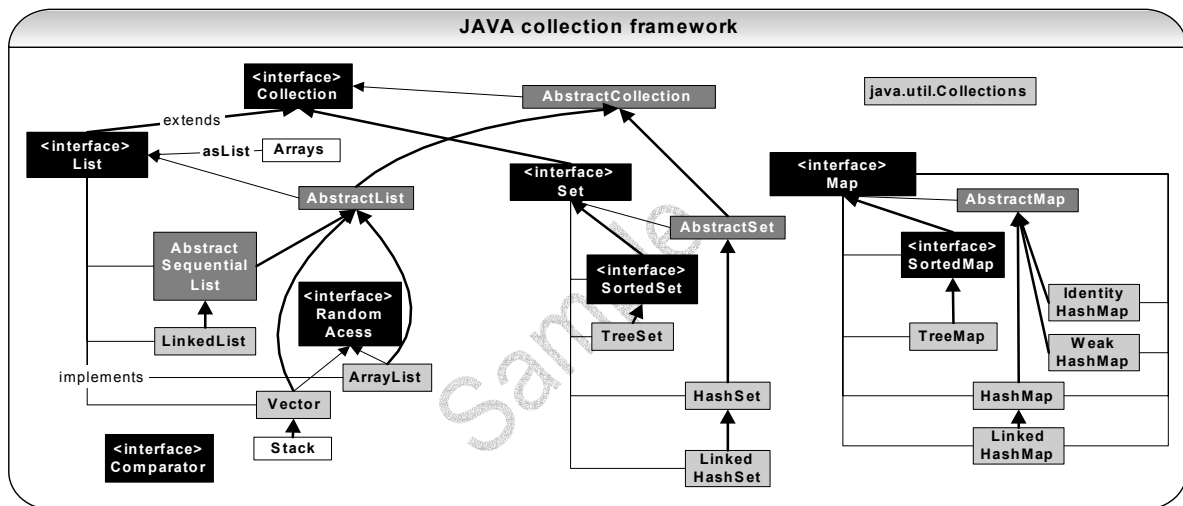 JAVA collection framework
<interface>
Collection
AbstractCollection
java.util.Collections
extends
<interface>
List
asList
Arrays
<interface>
Set
<interface>
Map
AbstractList
AbstractMap
AbstractSet
Abstract
Sequential
List
<interface>
SortedSet
<interface>
SortedMap
<interface>
Random
Acess
Identity
HashMap
LinkedList
TreeSet
TreeMap
Weak
HashMap
implements
ArrayList
Vector
HashSet
HashMap
Stack
<interface>
Comparator
Linked
HashSet
Linked
HashMap
Sample